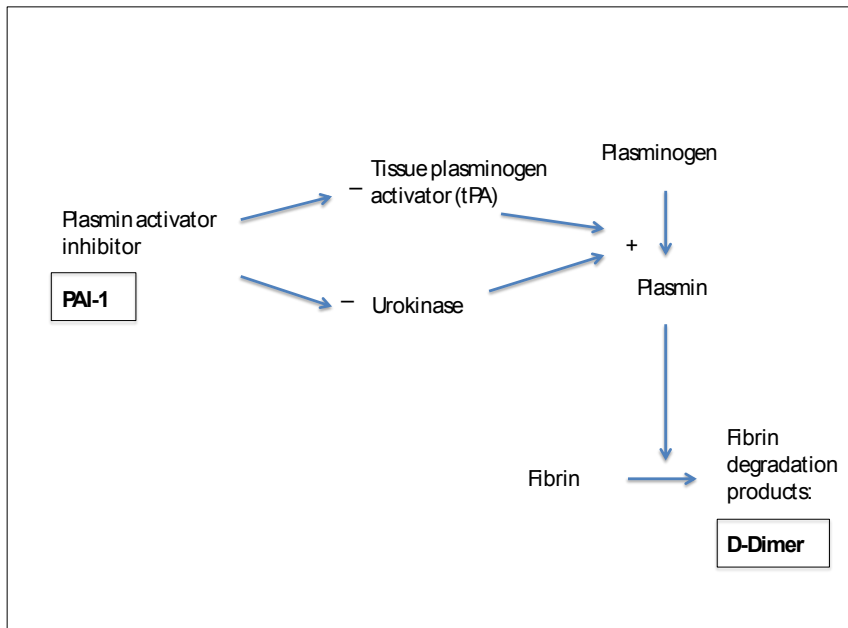 Plasminogen
– Tissue plasminogen
activator (tPA)
Plasmin activator
inhibitor
PAI-1
+
Plasmin
– Urokinase
Fibrin
Fibrin
degradation
products:
D-Dimer